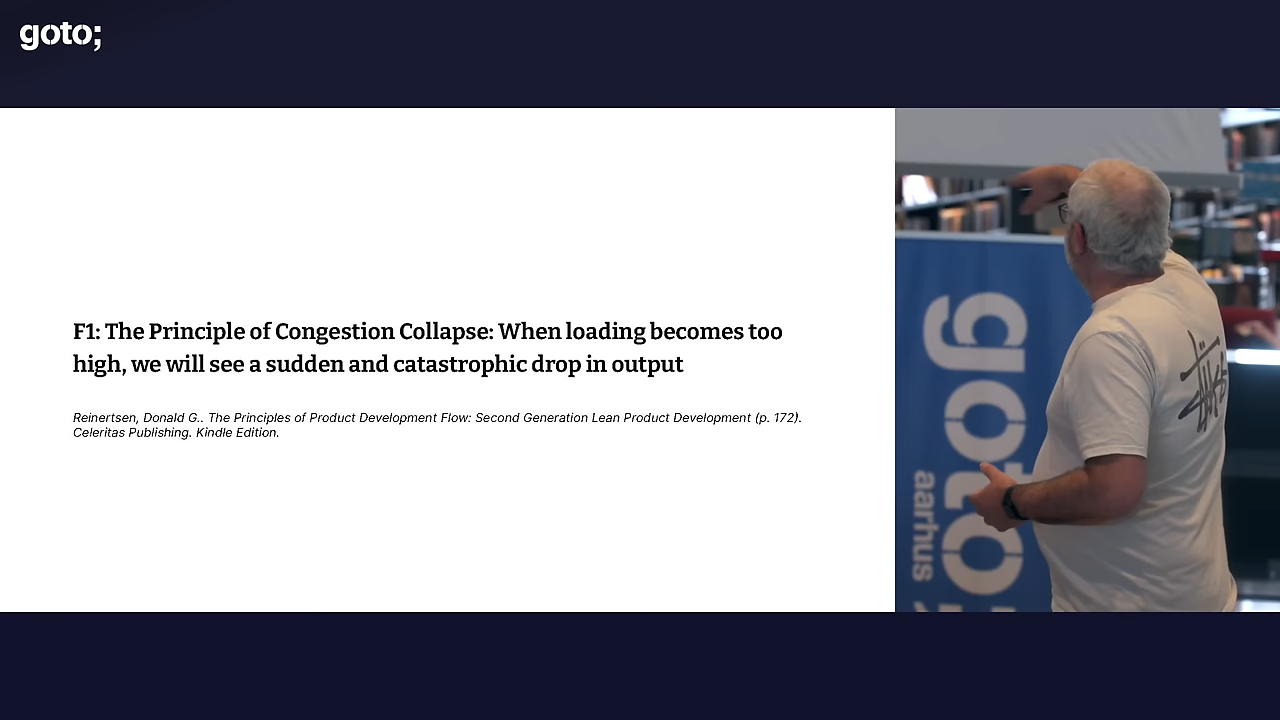 goto;
F1: The Principle of Congestion Collapse: When loading becomes too
high, we will see a sudden and catastrophic drop in output
Reinertsen, Donald G.. The Principles of Product Development Flow: Second Generation Lean Product Development (p. 172).
Celeritas Publishing. Kindle Edition.
goto
aarhus